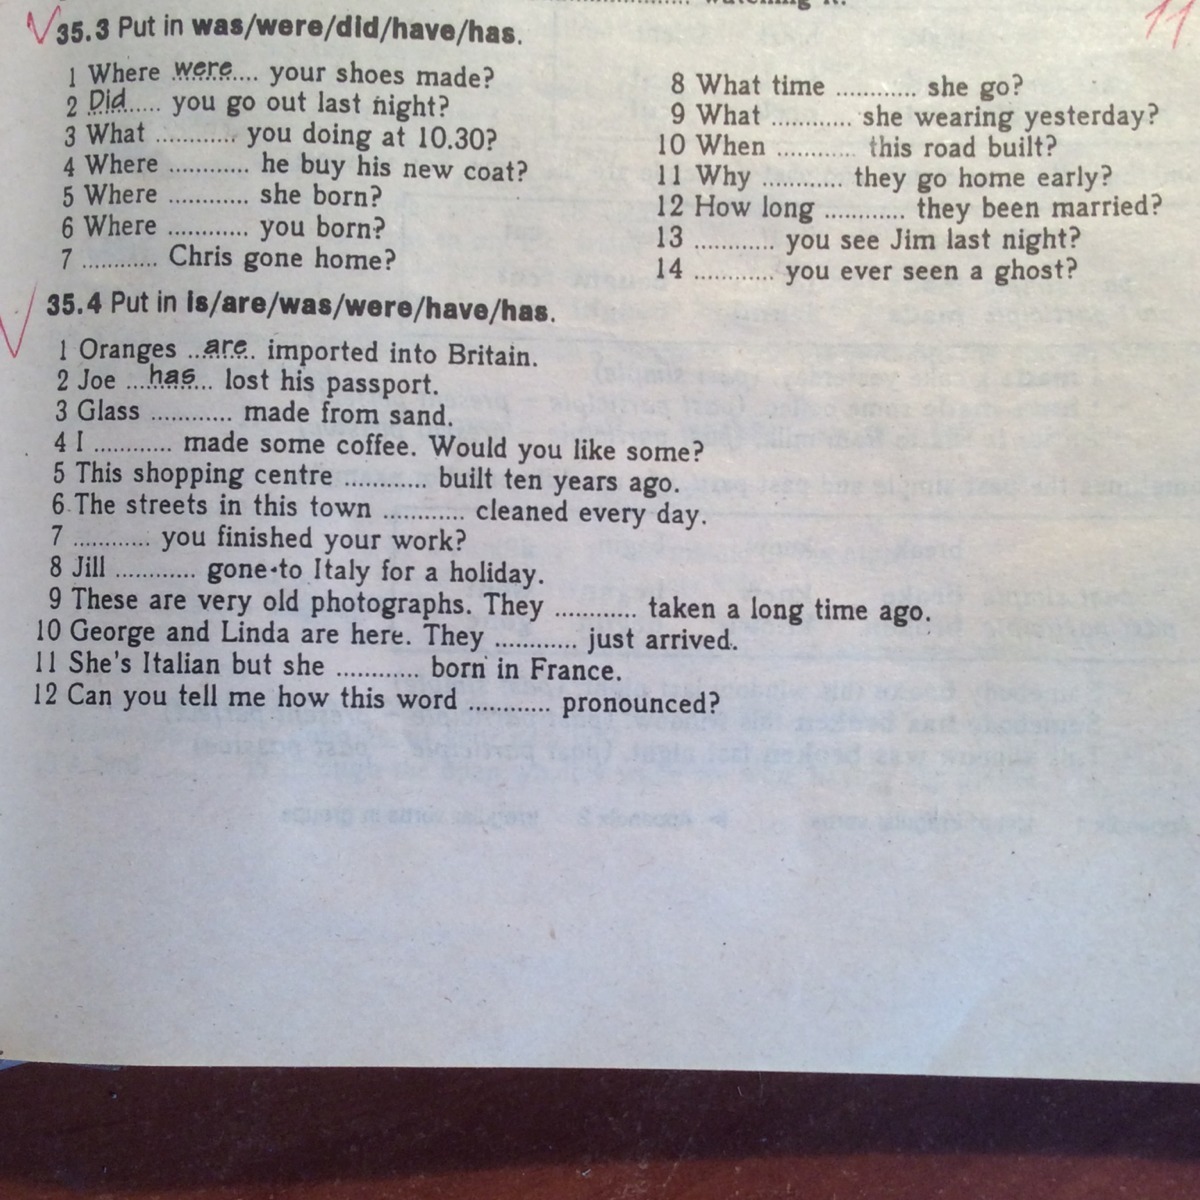 watching it.
11
35.3 Put in was/were/did/have/has.
1 Where ..were.... your shoes made?
2 Did...... you go out last night?
3 What ............ you doing at 10.30?
4 Where ............ he buy his new coat?
5 Where ............ she born?
6 Where ............ you born?
7 ............ Chris gone home?
8 What time ............ she go?
9 What ............ she wearing yesterday?
10 When ............ this road built?
11 Why ............ they go home early?
12 How long ............ they been married?
13 ............ you see Jim last night?
14 ............ you ever seen a ghost?
35.4 Put in is/are/was/were/have/has.
1 Oranges ...are... imported into Britain.
2 Joe ...has... lost his passport.
3 Glass ............ made from sand.
4 I ............ made some coffee. Would you like some?
5 This shopping centre ............ built ten years ago.
6 The streets in this town ............ cleaned every day.
7 ............ you finished your work?
8 Jill ............ gone to Italy for a holiday.
9 These are very old photographs. They ............ taken a long time ago.
10 George and Linda are here. They ............ just arrived.
11 She's Italian but she ............ born in France.
12 Can you tell me how this word ............ pronounced?